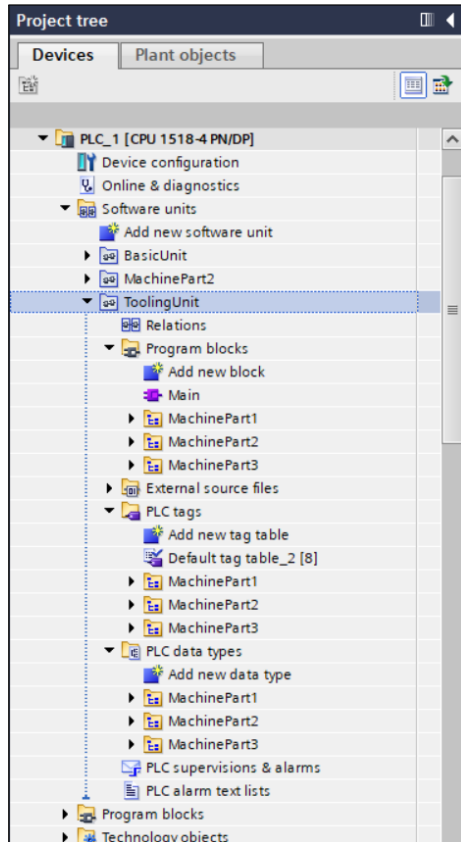 Project tree
Devices
Plant objects
PLC_1 [CPU 1518-4 PN/DP]
Device configuration
Online & diagnostics
Software units
Add new software unit
BasicUnit
MachinePart2
ToolingUnit
Relations
Program blocks
Add new block
Main
MachinePart1
MachinePart2
MachinePart3
External source files
PLC tags
Add new tag table
Default tag table_2 [8]
MachinePart1
MachinePart2
MachinePart3
PLC data types
Add new data type
MachinePart1
MachinePart2
MachinePart3
PLC supervisions & alarms
PLC alarm text lists
Program blocks
Technology objects